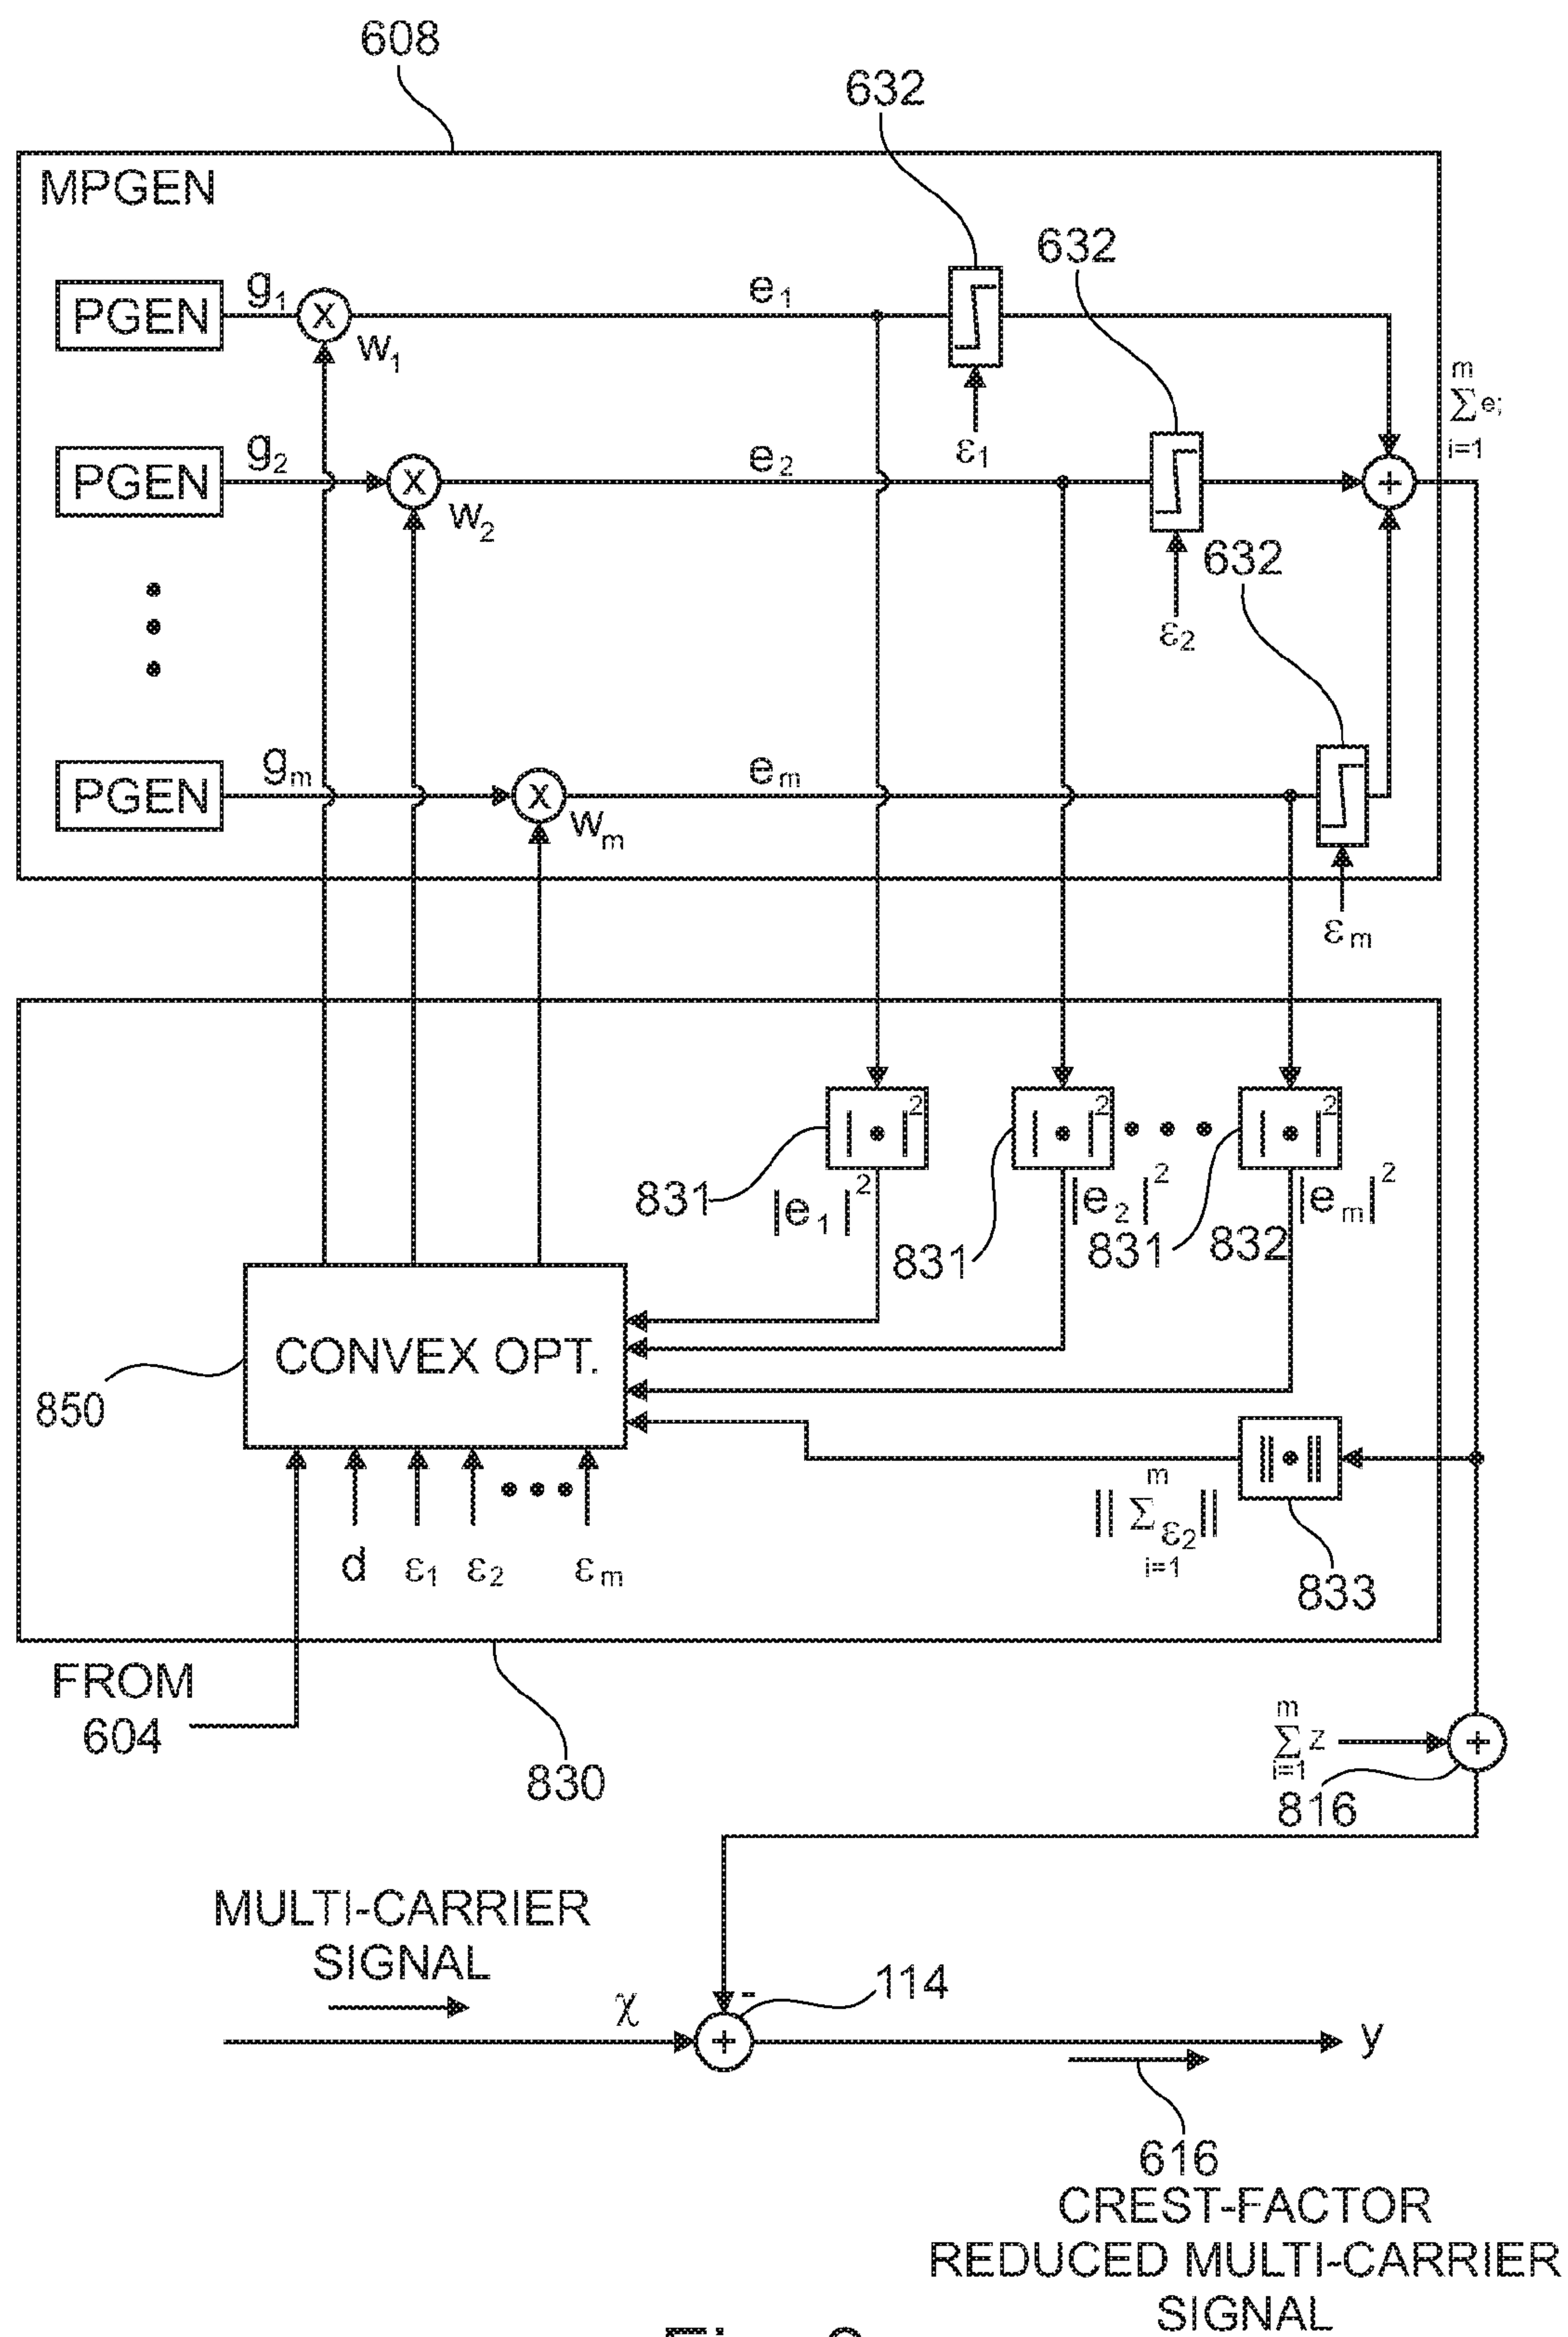 608
632
MPGEN
632
PGEN g1 X w1 e1
ε1
m
Σ e;
i=1
PGEN g2 X w2 e2
+
632
ε2
PGEN gm X wm em
εm
|•|²
|•|²
|•|²
831 |e1|²
831 |e2|²
831 832 |em|²
CONVEX OPT.
850
||•||
m
|| Σ ε2 ||
i=1
833
d ε1 ε2 εm
FROM
604
830
m
Σ z
i=1
+
816
MULTI-CARRIER
SIGNAL
χ
-
114
+
y
616
CREST-FACTOR
REDUCED MULTI-CARRIER
SIGNAL